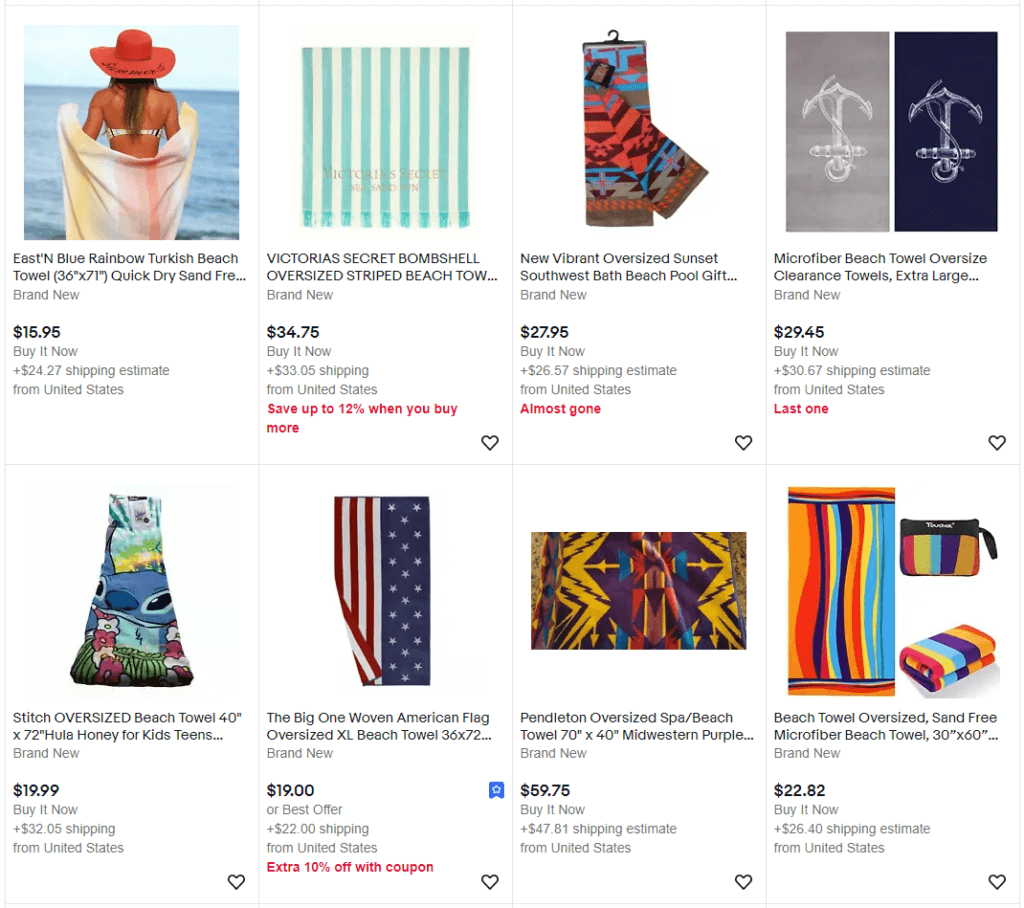 East'N Blue Rainbow Turkish Beach
Towel (36"x71") Quick Dry Sand Fre...
Brand New
$15.95
Buy It Now
+$24.27 shipping estimate
from United States
VICTORIA'S SECRET
VICTORIAS SECRET BOMBSHELL
OVERSIZED STRIPED BEACH TOW...
Brand New
$34.75
Buy It Now
+$33.05 shipping
from United States
Save up to 12% when you buy
more
New Vibrant Oversized Sunset
Southwest Bath Beach Pool Gift...
Brand New
$27.95
Buy It Now
+$26.57 shipping estimate
from United States
Almost gone
Microfiber Beach Towel Oversize
Clearance Towels, Extra Large...
Brand New
$29.45
Buy It Now
+$30.67 shipping estimate
from United States
Last one
Stitch OVERSIZED Beach Towel 40"
x 72"Hula Honey for Kids Teens...
Brand New
$19.99
Buy It Now
+$32.05 shipping
from United States
The Big One Woven American Flag
Oversized XL Beach Towel 36x72...
Brand New
$19.00
or Best Offer
+$22.00 shipping
from United States
Extra 10% off with coupon
Pendleton Oversized Spa/Beach
Towel 70" x 40" Midwestern Purple...
Brand New
$59.75
Buy It Now
+$47.81 shipping estimate
from United States
Beach Towel Oversized, Sand Free
Microfiber Beach Towel, 30”x60”...
Brand New
$22.82
Buy It Now
+$26.40 shipping estimate
from United States